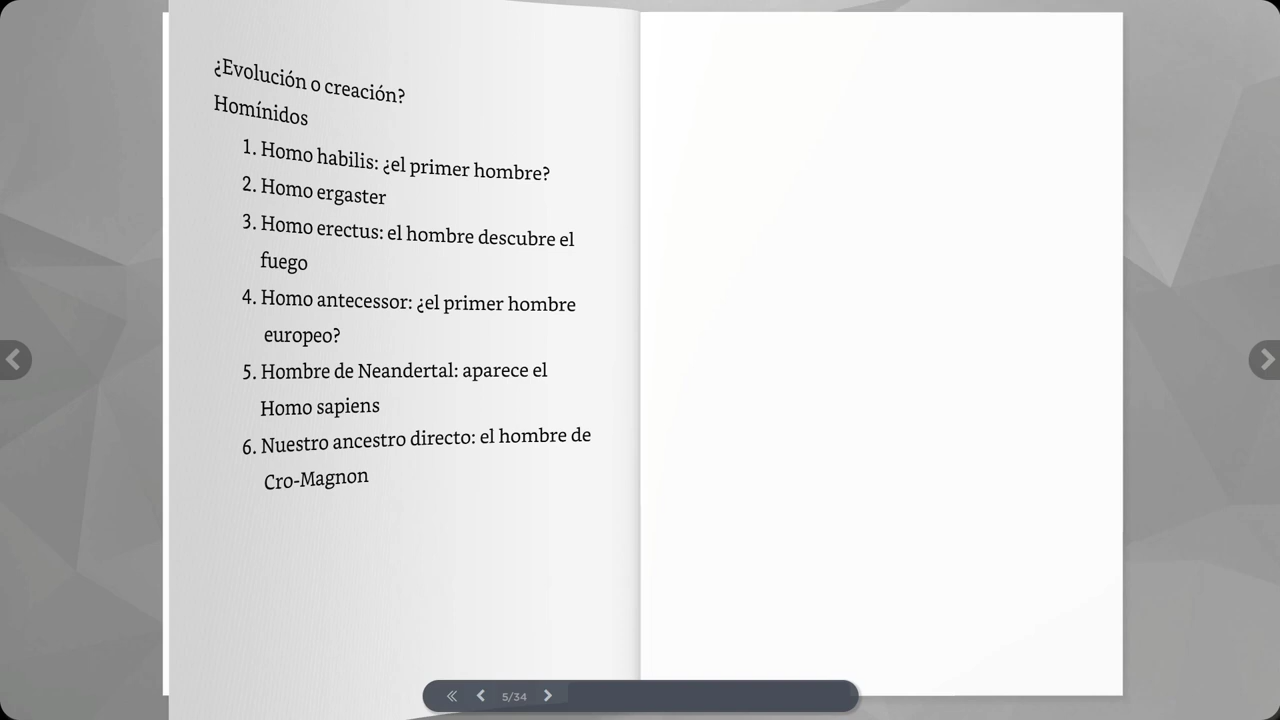 ¿Evolución o creación?
Homínidos
1. Homo habilis: ¿el primer hombre?
2. Homo ergaster
3. Homo erectus: el hombre descubre el
fuego
4. Homo antecessor: ¿el primer hombre
europeo?
5. Hombre de Neandertal: aparece el
Homo sapiens
6. Nuestro ancestro directo: el hombre de
Cro-Magnon
5/34